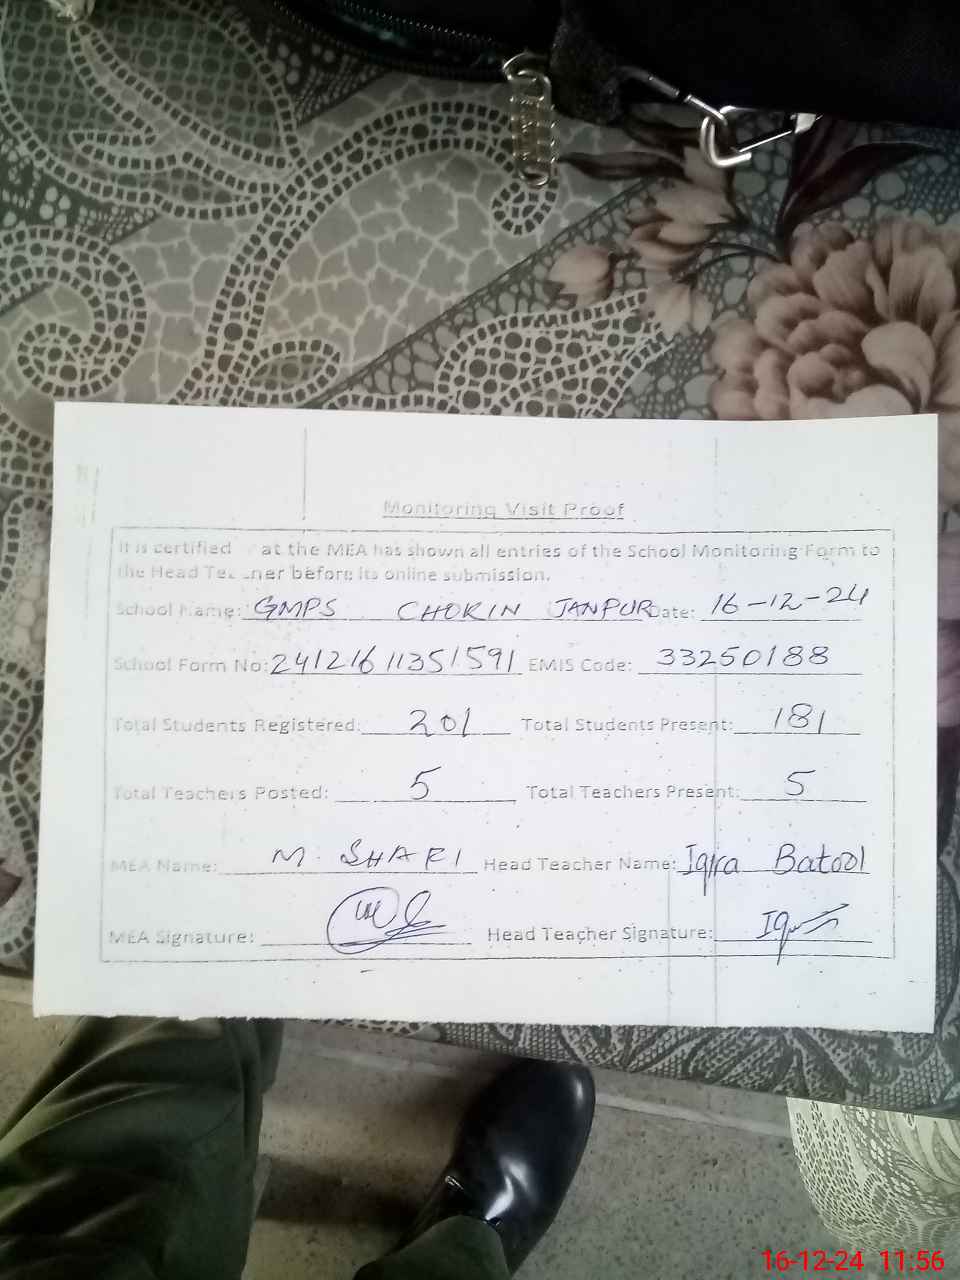 Monitoring Visit Proof
It is certified at the MEA has shown all entries of the School Monitoring Form to
the Head Teacher before its online submission.
School Name: GMPS CHOKIN JANPUR Date: 16-12-24
School Form No: 24121611351591 EMIS Code: 33250188
Total Students Registered: 201 Total Students Present: 181
Total Teachers Posted: 5 Total Teachers Present: 5
MEA Name: M. SHAFI Head Teacher Name: Iqra Batool
MEA Signature: Head Teacher Signature:
16-12-24 11:56